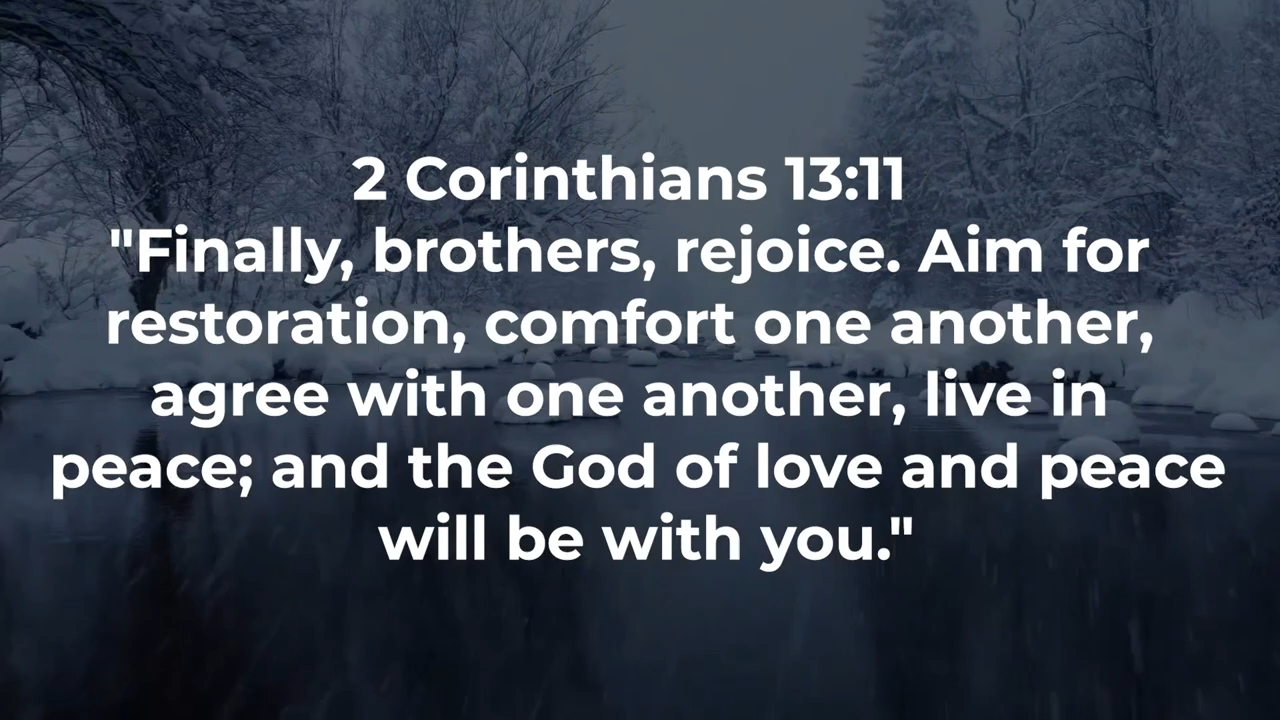 2 Corinthians 13:11
"Finally, brothers, rejoice. Aim for
restoration, comfort one another,
agree with one another, live in
peace; and the God of love and peace
will be with you."